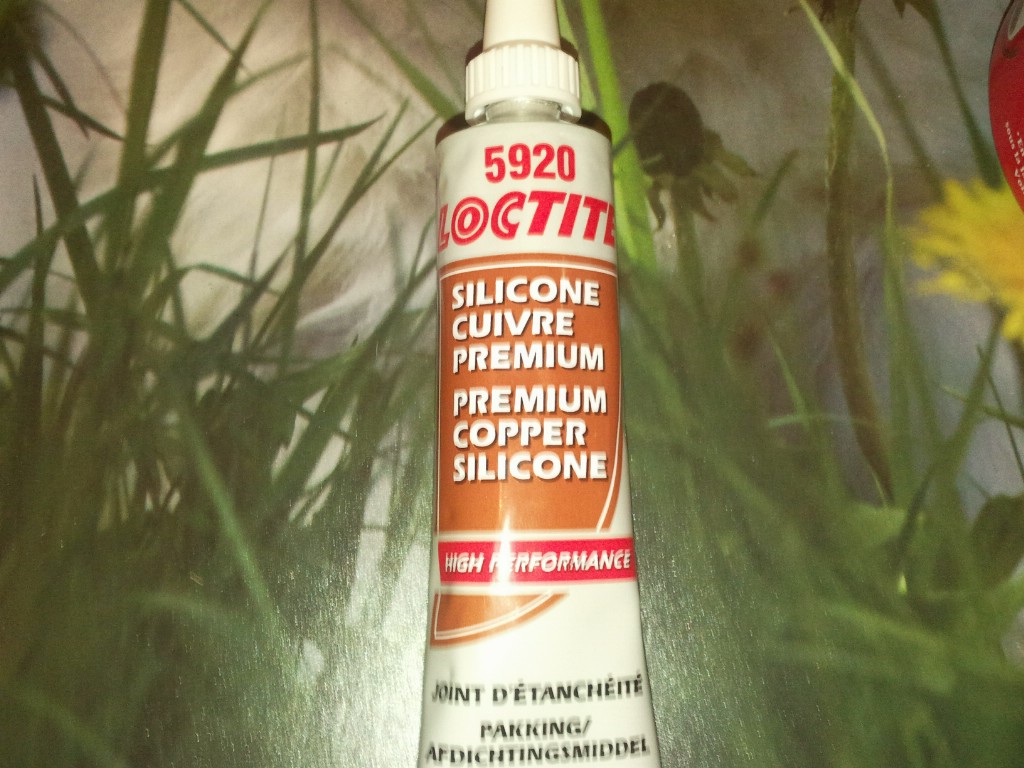 5920
LOCTITE
SILICONE
CUIVRE
PREMIUM
PREMIUM
COPPER
SILICONE
HIGH PERFORMANCE
JOINT D'ÉTANCHÉITÉ
PAKKING/
AFDICHTINGSMIDDEL